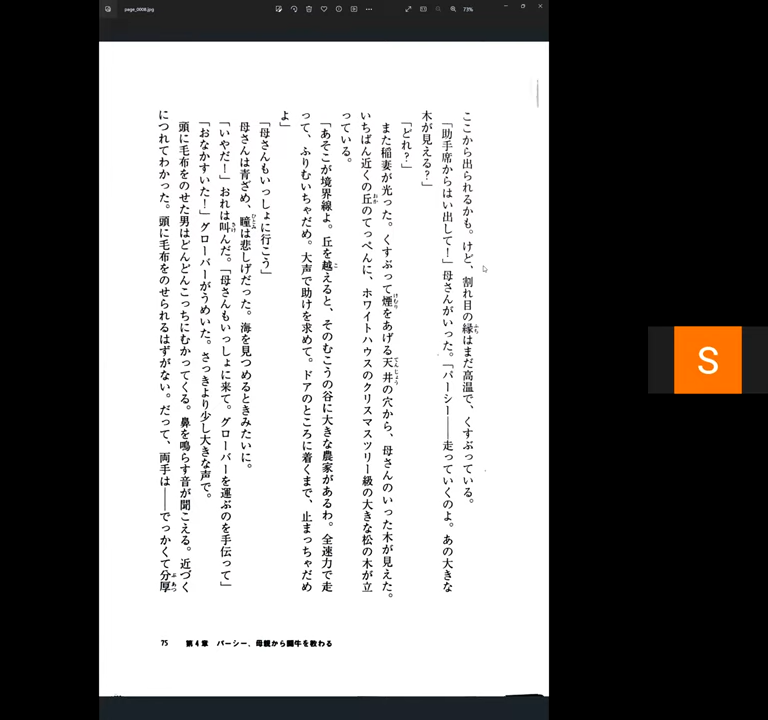 page_0008.jpg
73%
ここから出られるかも。けど、割れ目の縁はまだ高温で、くすぶっている。
「助手席からはい出して！」母さんがいった。「パーシー――走っていくのよ。あの大きな
木が見える？」
「どれ？」
また稲妻が光った。くすぶって煙をあげる天井の穴から、母さんのいった木が見えた。
いちばん近くの丘のてっぺんに、ホワイトハウスのクリスマスツリー級の大きな松の木が立
っている。
「あそこが境界線よ。丘を越えると、そのむこうの谷に大きな農家があるわ。全速力で走
って、ふりむいちゃだめ。大声で助けを求めて。ドアのところに着くまで、止まっちゃだめ
よ」
「母さんもいっしょに行こう」
母さんは青ざめ、瞳は悲しげだった。海を見つめるときみたいに。
「いやだ！」おれは叫んだ。「母さんもいっしょに来て。グローバーを運ぶのを手伝って」
「おなかすいた！」グローバーがうめいた。さっきより少し大きな声で。
頭に毛布をのせた男はどんどんこっちにむかってくる。鼻を鳴らす音が聞こえる。近づく
につれてわかった。頭に毛布をのせられるはずがない。だって、両手は――でっかくて分厚
75 第4章 パーシー、母親から闘牛を教わる
S